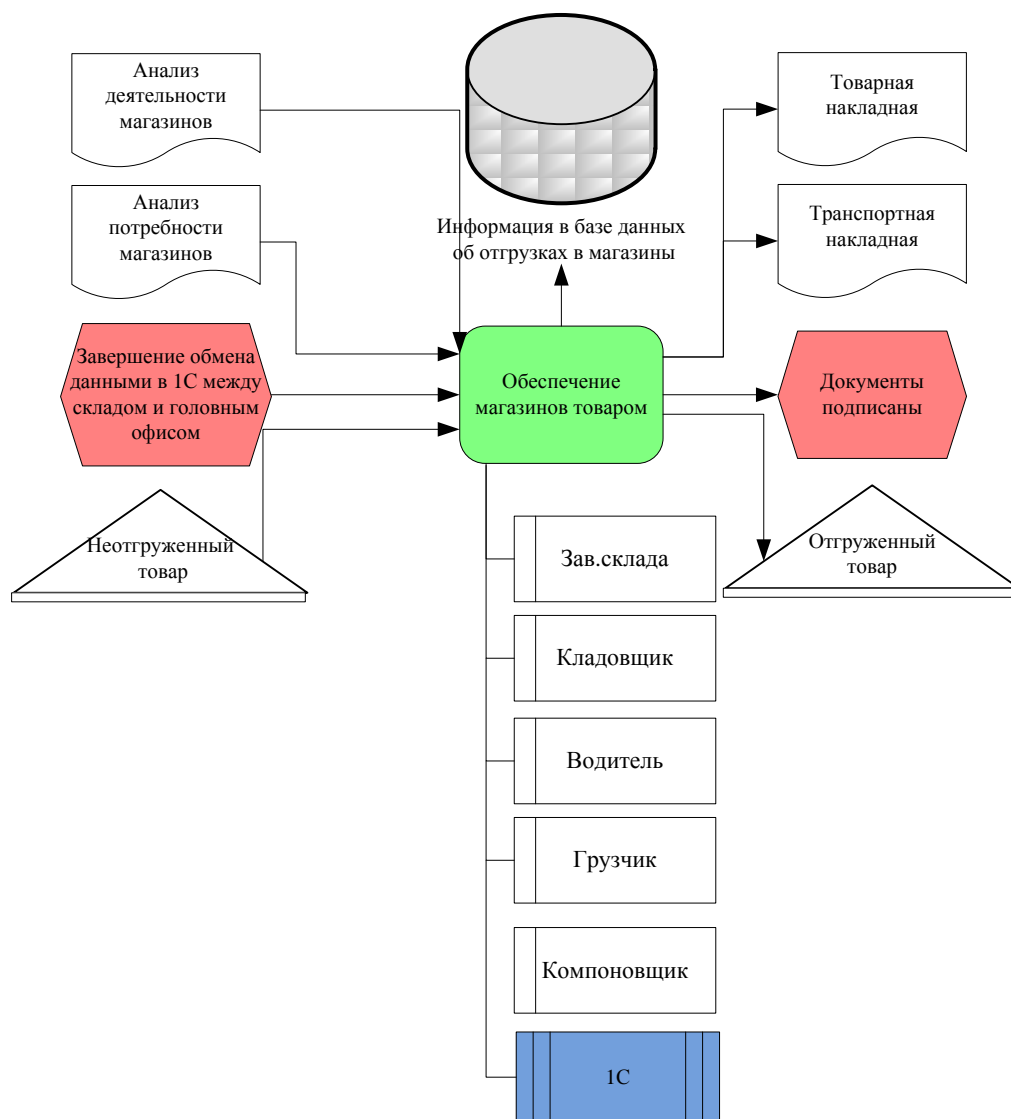 Анализ
деятельности
магазинов
Товарная
накладная
Анализ
потребности
магазинов
Информация в базе данных
об отгрузках в магазины
Транспортная
накладная
Завершение обмена
данными в 1С между
складом и головным
офисом
Обеспечение
магазинов товаром
Документы
подписаны
Неотгруженный
товар
Отгруженный
товар
Зав.склада
Кладовщик
Водитель
Грузчик
Компоновщик
1С